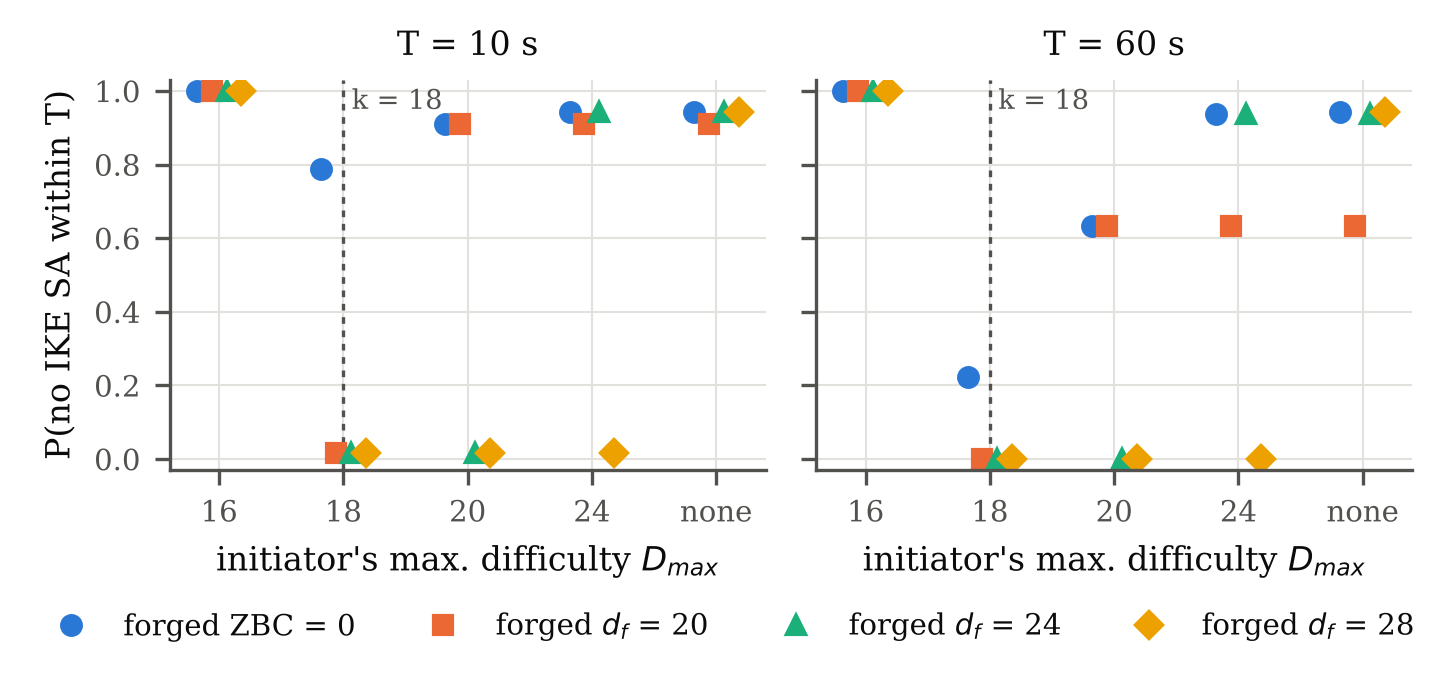 T = 10 s
T = 60 s
P(no IKE SA within T)
1.0
0.8
0.6
0.4
0.2
0.0
k = 18
k = 18
16 18 20 24 none
16 18 20 24 none
initiator's max. difficulty D_max
initiator's max. difficulty D_max
forged ZBC = 0
forged d_f = 20
forged d_f = 24
forged d_f = 28